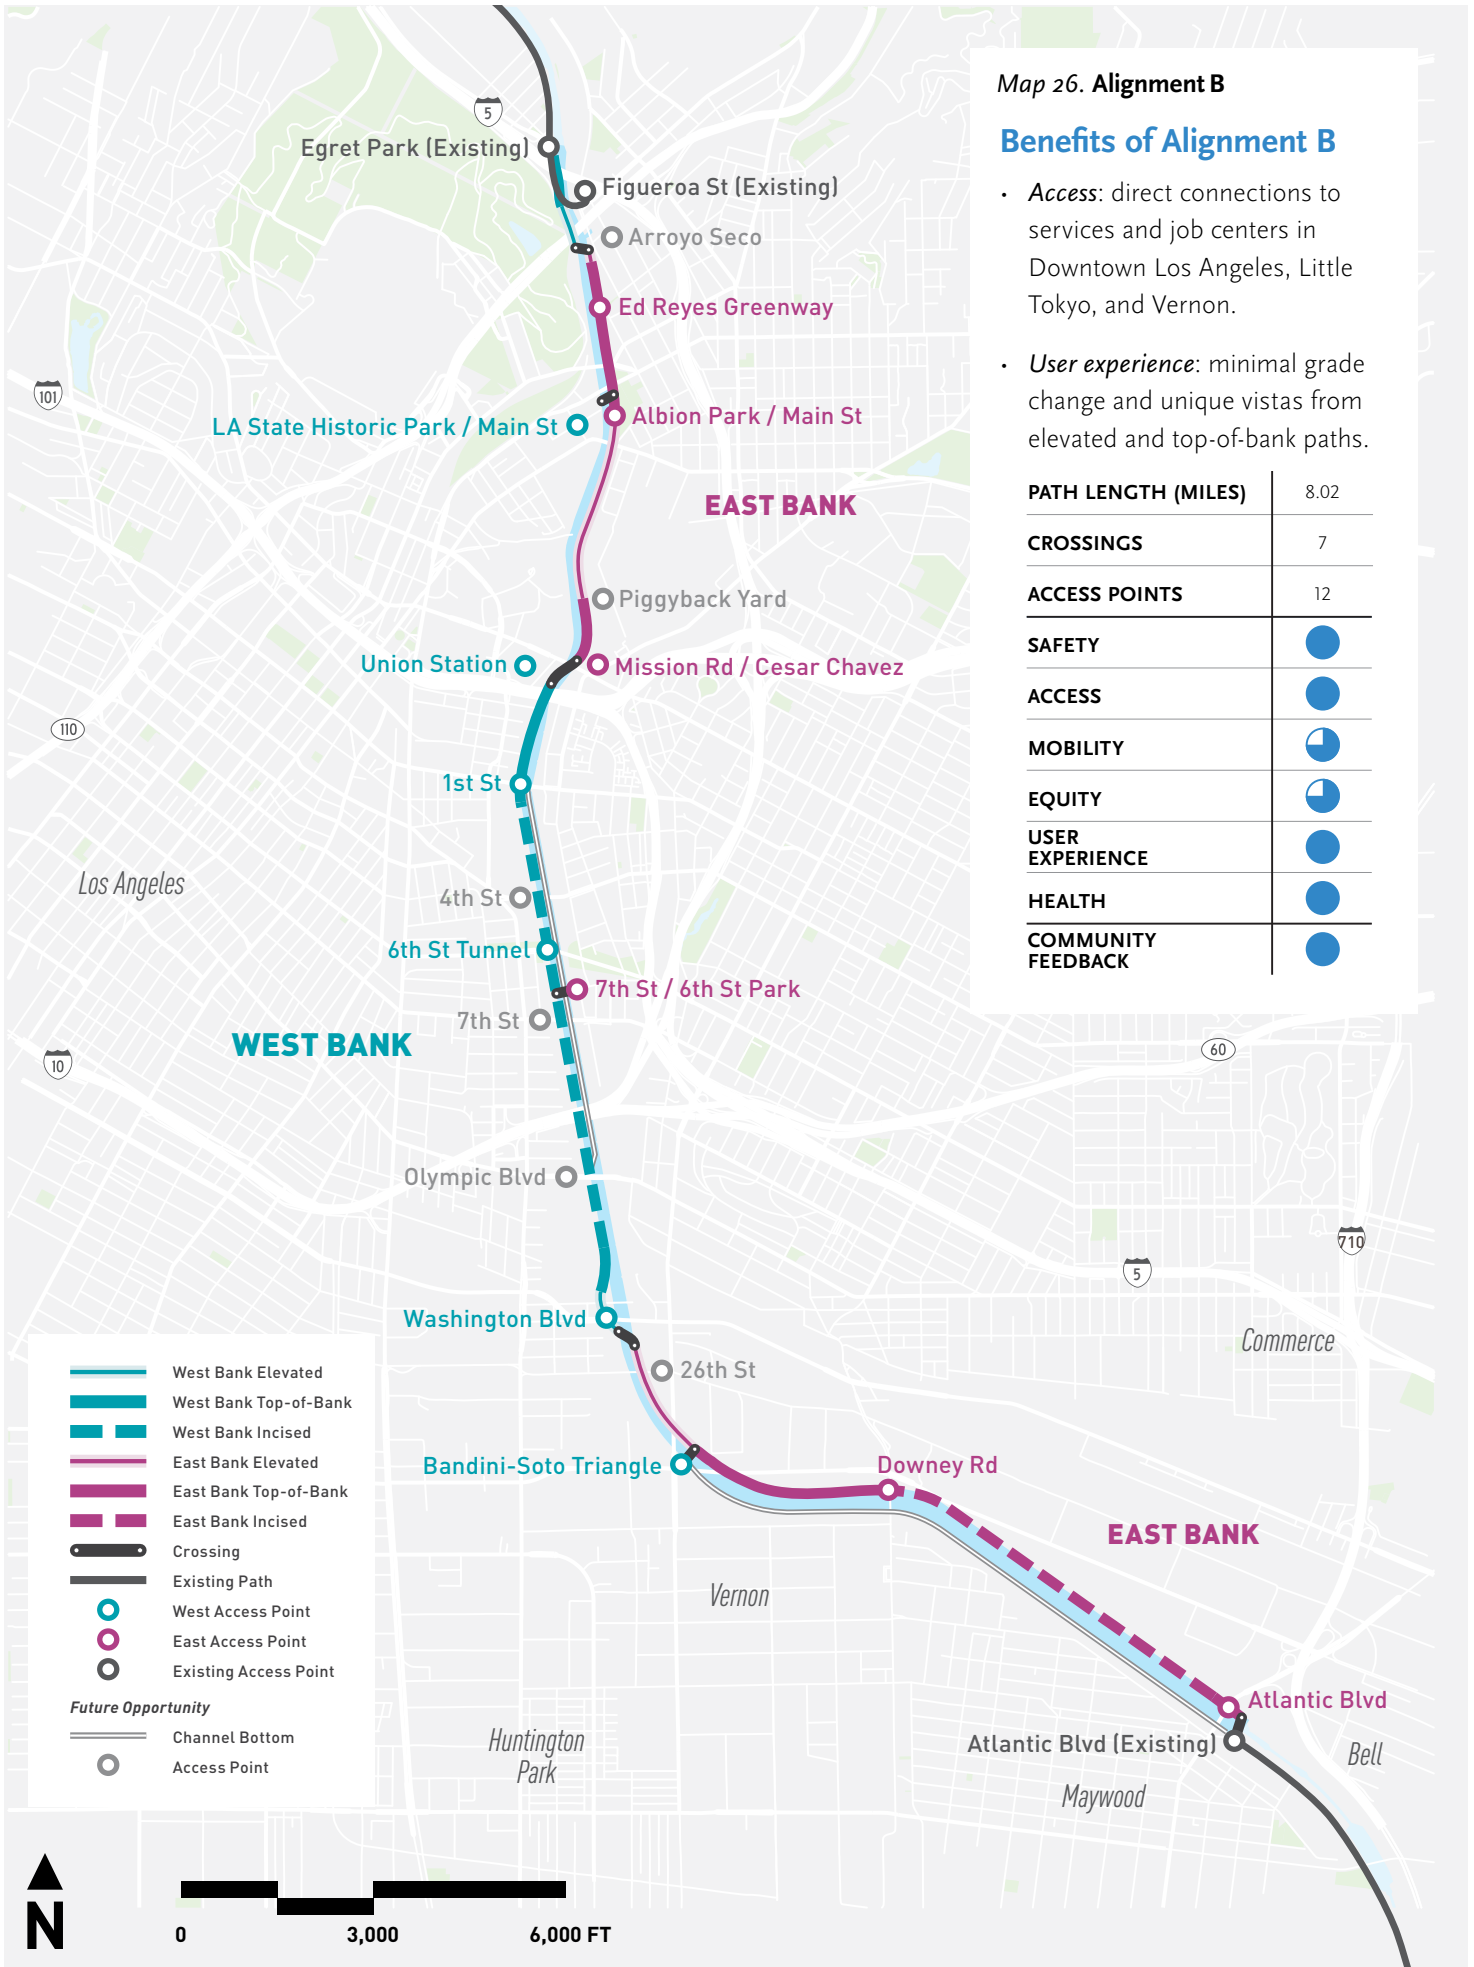 Map 26. Alignment B
Benefits of Alignment B
• Access: direct connections to
services and job centers in
Downtown Los Angeles, Little
Tokyo, and Vernon.
• User experience: minimal grade
change and unique vistas from
elevated and top-of-bank paths.
PATH LENGTH (MILES) 8.02
CROSSINGS 7
ACCESS POINTS 12
SAFETY
ACCESS
MOBILITY
EQUITY
USER
EXPERIENCE
HEALTH
COMMUNITY
FEEDBACK
5
Egret Park (Existing)
Figueroa St (Existing)
Arroyo Seco
Ed Reyes Greenway
101
LA State Historic Park / Main St
Albion Park / Main St
EAST BANK
Piggyback Yard
Union Station
Mission Rd / Cesar Chavez
110
1st St
Los Angeles
4th St
6th St Tunnel
7th St / 6th St Park
7th St
WEST BANK
10
60
Olympic Blvd
710
5
Washington Blvd
Commerce
26th St
Bandini-Soto Triangle
Downey Rd
EAST BANK
Vernon
Atlantic Blvd
Atlantic Blvd (Existing)
Bell
Huntington
Park
Maywood
West Bank Elevated
West Bank Top-of-Bank
West Bank Incised
East Bank Elevated
East Bank Top-of-Bank
East Bank Incised
Crossing
Existing Path
West Access Point
East Access Point
Existing Access Point
Future Opportunity
Channel Bottom
Access Point
N
0 3,000 6,000 FT